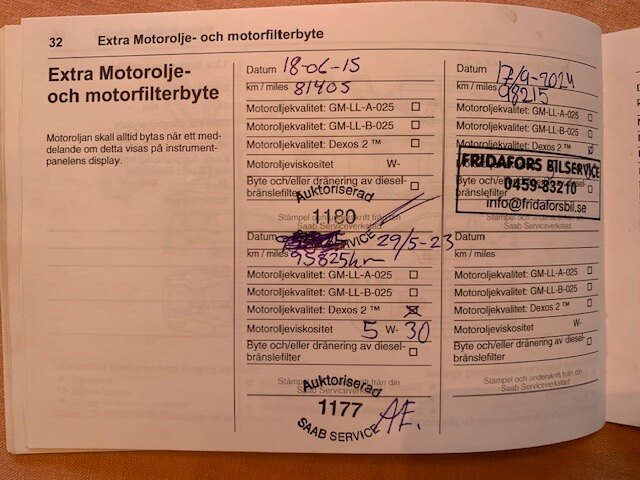 32 Extra Motorolje- och motorfilterbyte
Extra Motorolje-
och motorfilterbyte
Motoroljan skall alltid bytas när ett med-
delande om detta visas på instrument-
panelens display.
Datum 18-06-15
km / miles 81405
Motoroljekvalitet: GM-LL-A-025
Motoroljekvalitet: GM-LL-B-025
Motoroljekvalitet: Dexos 2 ™
Motoroljeviskositet W-
Byte och/eller dränering av diesel-
bränslefilter
Stämpel och underskrift från din
Saab Serviceverkstad
Auktoriserad
1180
Datum 29/5-23
km / miles 95825km
Motoroljekvalitet: GM-LL-A-025
Motoroljekvalitet: GM-LL-B-025
Motoroljekvalitet: Dexos 2 ™
Motoroljeviskositet 5 W- 30
Byte och/eller dränering av diesel-
bränslefilter
Stämpel och underskrift från din
Saab Serviceverkstad
Auktoriserad
1177
SAAB SERVICE
AE.
Datum 17/9-2024
km / miles 98215
Motoroljekvalitet: GM-LL-A-025
Motoroljekvalitet: GM-LL-B-025
Motoroljekvalitet: Dexos 2 ™
FRIDAFORS BILSERVICE
0459-83210
info@fridaforsbil.se
Stämpel och underskrift från din
Saab Serviceverkstad
Datum
km / miles
Motoroljekvalitet: GM-LL-A-025
Motoroljekvalitet: GM-LL-B-025
Motoroljekvalitet: Dexos 2 ™
Motoroljeviskositet W-
Byte och/eller dränering av diesel-
bränslefilter
Stämpel och underskrift från din
Saab Serviceverkstad